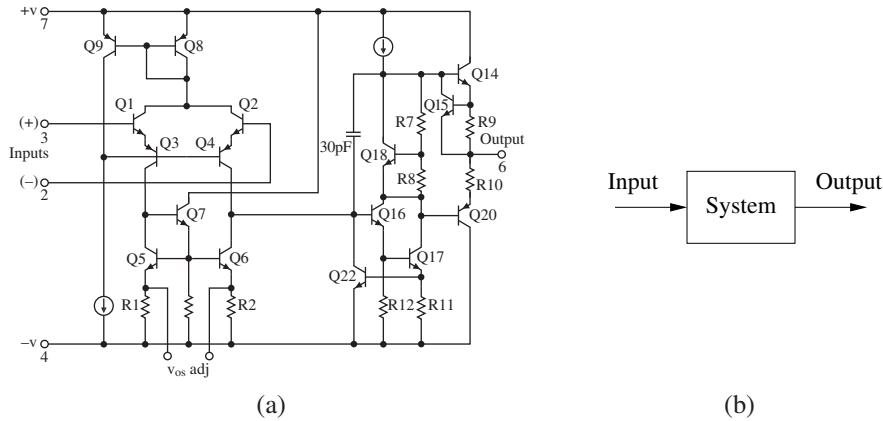 +v
7
Q9
Q8
Q14
Q1
Q2
Q15
R9
(+)
3
Q3
Q4
R7
Output
6
Inputs
30pF
Q18
(–)
2
R8
R10
Q7
Q16
Q20
Q5
Q6
Q17
Q22
R1
R2
R12
R11
–v
4
vos adj
(a)
Input
System
Output
(b)